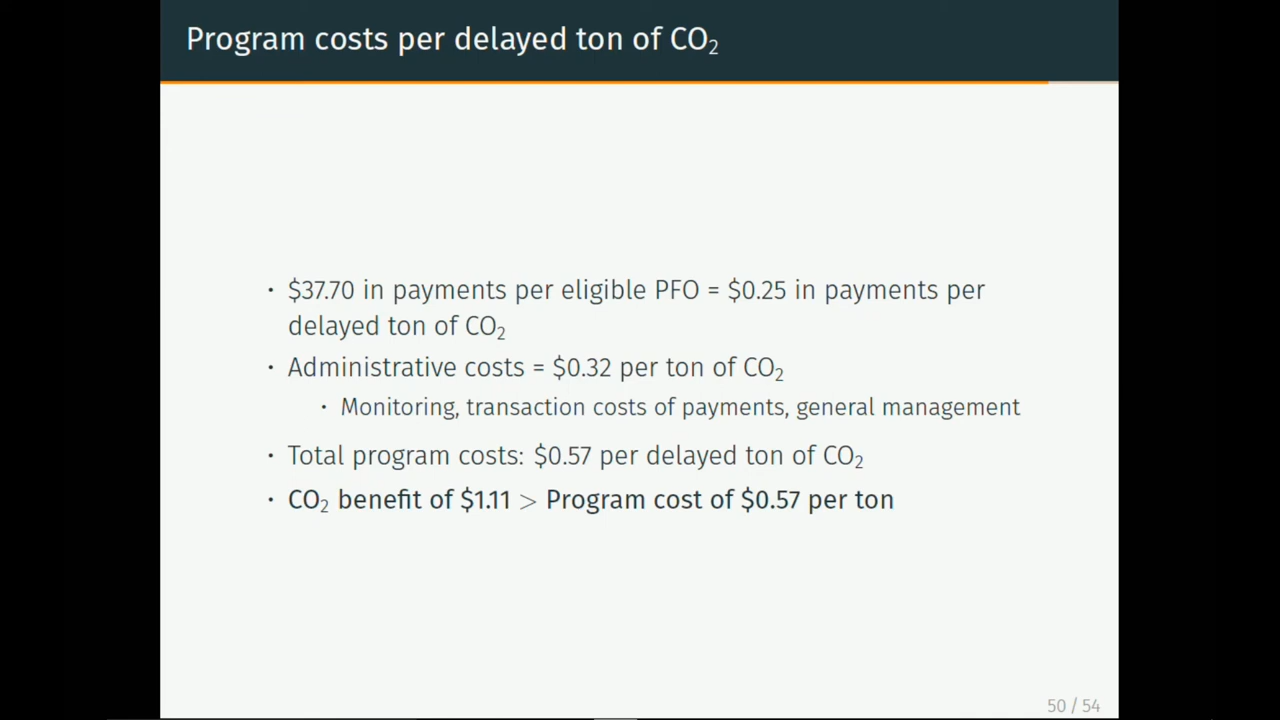 Program costs per delayed ton of CO₂
· $37.70 in payments per eligible PFO = $0.25 in payments per
delayed ton of CO₂
· Administrative costs = $0.32 per ton of CO₂
· Monitoring, transaction costs of payments, general management
· Total program costs: $0.57 per delayed ton of CO₂
· CO₂ benefit of $1.11 > Program cost of $0.57 per ton
50 / 54